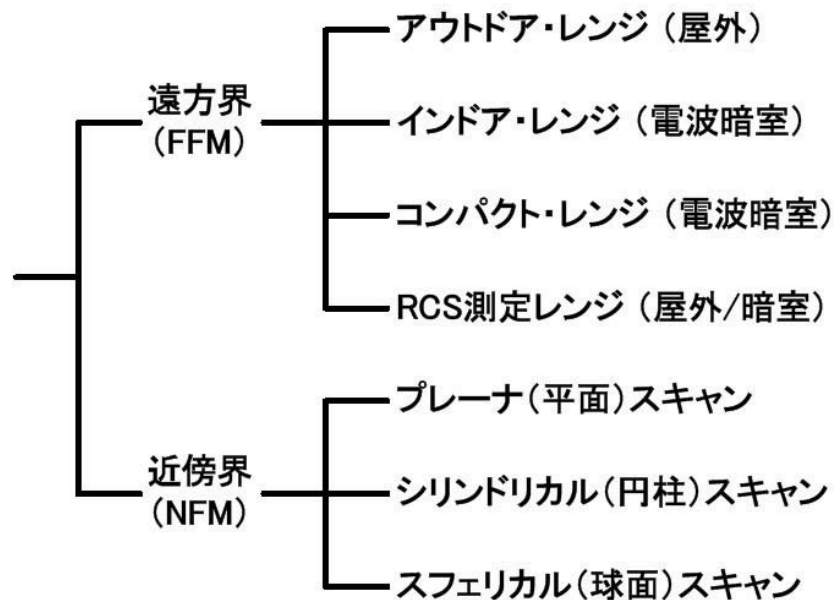 アウトドア・レンジ（屋外）
遠方界
（FFM）
インドア・レンジ（電波暗室）
コンパクト・レンジ（電波暗室）
RCS測定レンジ（屋外/暗室）
プレーナ（平面）スキャン
近傍界
（NFM）
シリンドリカル（円柱）スキャン
スフェリカル（球面）スキャン